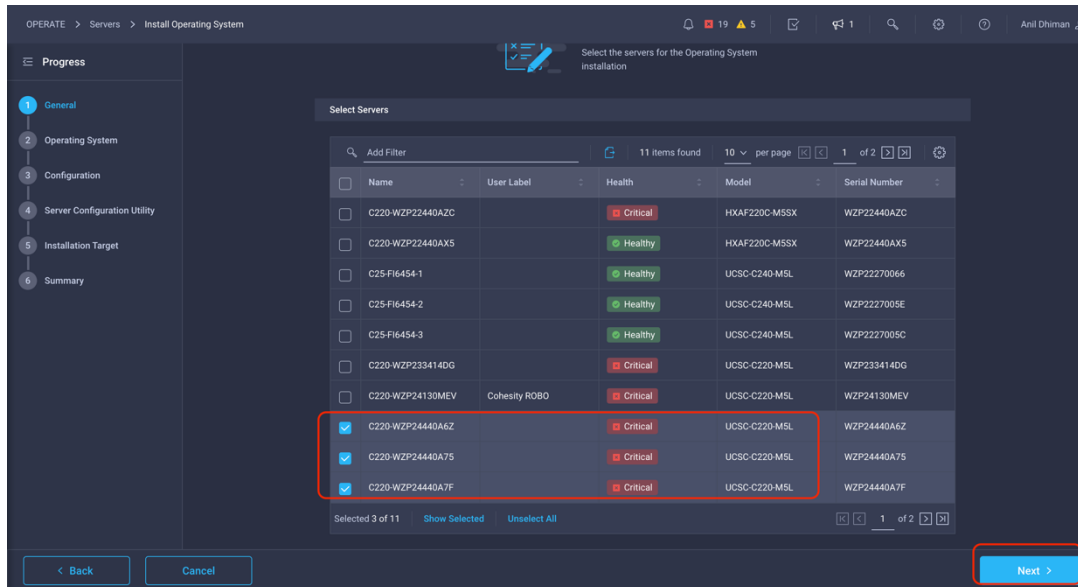 OPERATE > Servers > Install Operating System
19 5 1 Anil Dhiman
Progress
1 General
2 Operating System
3 Configuration
4 Server Configuration Utility
5 Installation Target
6 Summary
Select the servers for the Operating System
installation
Select Servers
Add Filter 11 items found 10 per page 1 of 2
Name User Label Health Model Serial Number
C220-WZP22440AZC Critical HXAF220C-M5SX WZP22440AZC
C220-WZP22440AX5 Healthy HXAF220C-M5SX WZP22440AX5
C25-FI6454-1 Healthy UCSC-C240-M5L WZP22270066
C25-FI6454-2 Healthy UCSC-C240-M5L WZP2227005E
C25-FI6454-3 Healthy UCSC-C240-M5L WZP2227005C
C220-WZP233414DG Critical UCSC-C220-M5L WZP233414DG
C220-WZP24130MEV Cohesity ROBO Critical UCSC-C220-M5L WZP24130MEV
C220-WZP24440A6Z Critical UCSC-C220-M5L WZP24440A6Z
C220-WZP24440A75 Critical UCSC-C220-M5L WZP24440A75
C220-WZP24440A7F Critical UCSC-C220-M5L WZP24440A7F
Selected 3 of 11 Show Selected Unselect All 1 of 2
< Back Cancel Next >